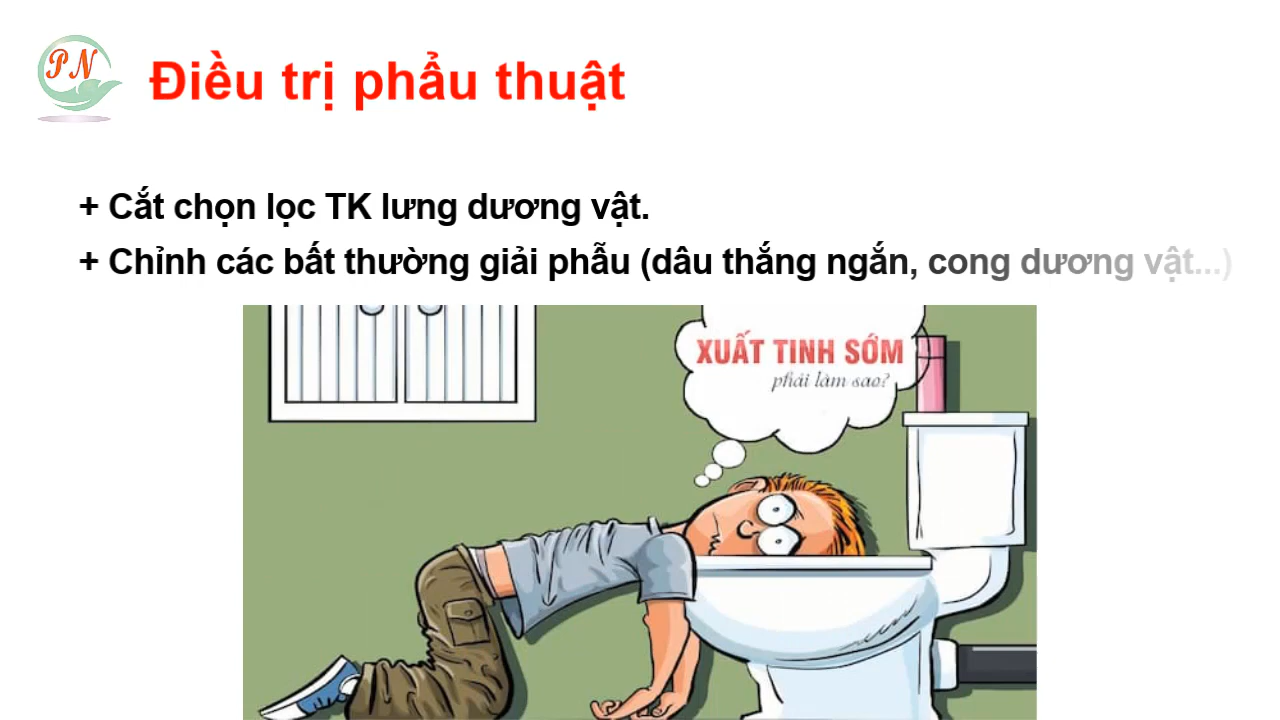 PN
Điều trị phẩu thuật
+ Cắt chọn lọc TK lưng dương vật.
+ Chỉnh các bất thường giải phẫu (dâu thắng ngắn, cong dương vật...)
XUẤT TINH SỚM
phải làm sao?